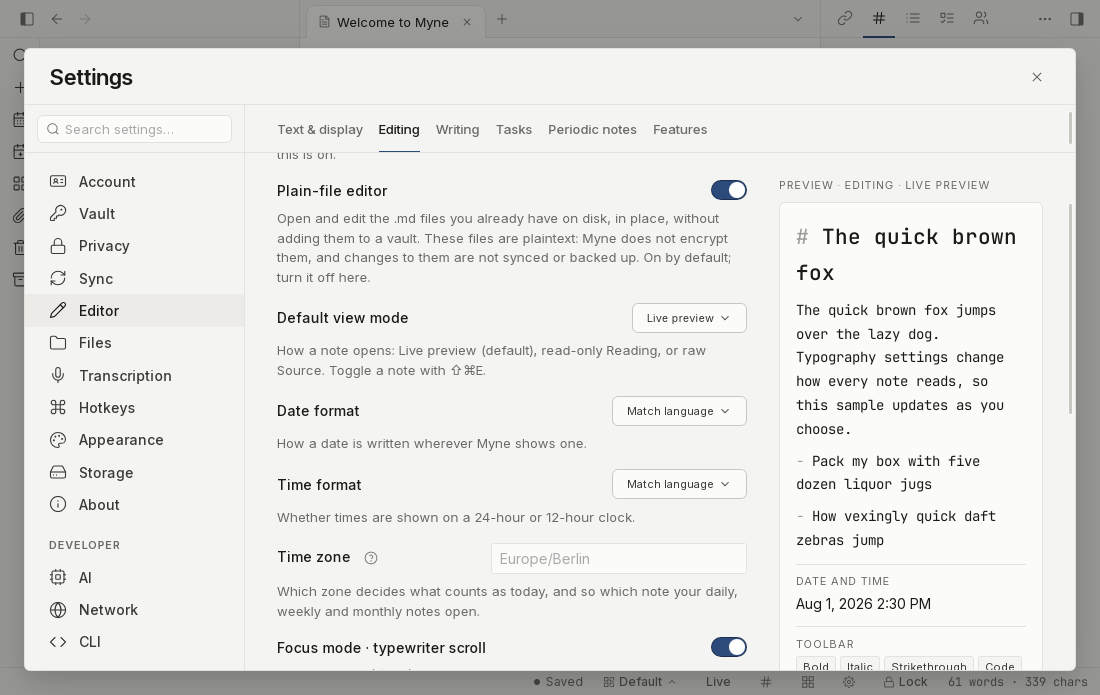 Welcome to Myne
Settings
Search settings...
Account
Vault
Privacy
Sync
Editor
Files
Transcription
Hotkeys
Appearance
Storage
About
DEVELOPER
AI
Network
CLI
Text & display
Editing
Writing
Tasks
Periodic notes
Features
this is on.
Plain-file editor
Open and edit the .md files you already have on disk, in place, without
adding them to a vault. These files are plaintext: Myne does not encrypt
them, and changes to them are not synced or backed up. On by default;
turn it off here.
Default view mode
Live preview
How a note opens: Live preview (default), read-only Reading, or raw
Source. Toggle a note with ⇧⌘E.
Date format
Match language
How a date is written wherever Myne shows one.
Time format
Match language
Whether times are shown on a 24-hour or 12-hour clock.
Time zone
Europe/Berlin
Which zone decides what counts as today, and so which note your daily,
weekly and monthly notes open.
Focus mode · typewriter scroll
PREVIEW · EDITING · LIVE PREVIEW
# The quick brown
fox
The quick brown fox jumps
over the lazy dog.
Typography settings change
how every note reads, so
this sample updates as you
choose.
- Pack my box with five
dozen liquor jugs
- How vexingly quick daft
zebras jump
DATE AND TIME
Aug 1, 2026 2:30 PM
TOOLBAR
Bold
Italic
Strikethrough
Code
Saved
Default
Live
Lock
61 words · 339 chars